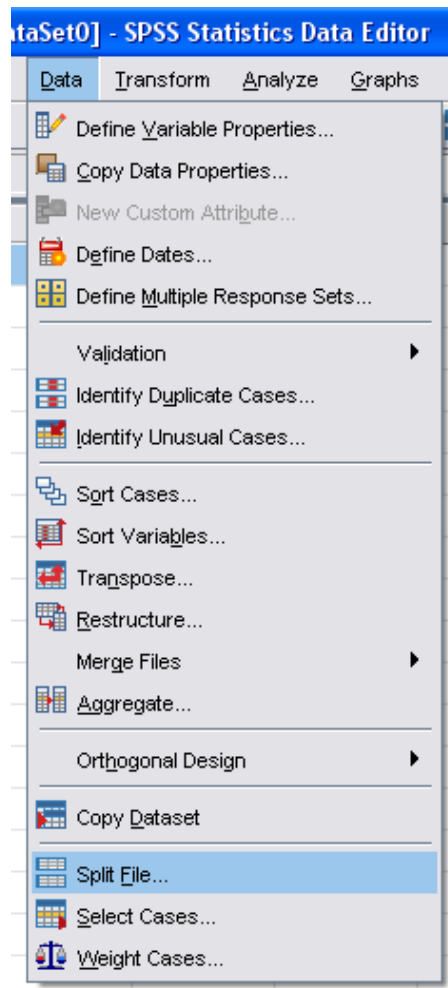 taSet0] - SPSS Statistics Data Editor
Data Transform Analyze Graphs
Define Variable Properties...
Copy Data Properties...
New Custom Attribute...
Define Dates...
Define Multiple Response Sets...
Validation
Identify Duplicate Cases...
Identify Unusual Cases...
Sort Cases...
Sort Variables...
Transpose...
Restructure...
Merge Files
Aggregate...
Orthogonal Design
Copy Dataset
Split File...
Select Cases...
Weight Cases...